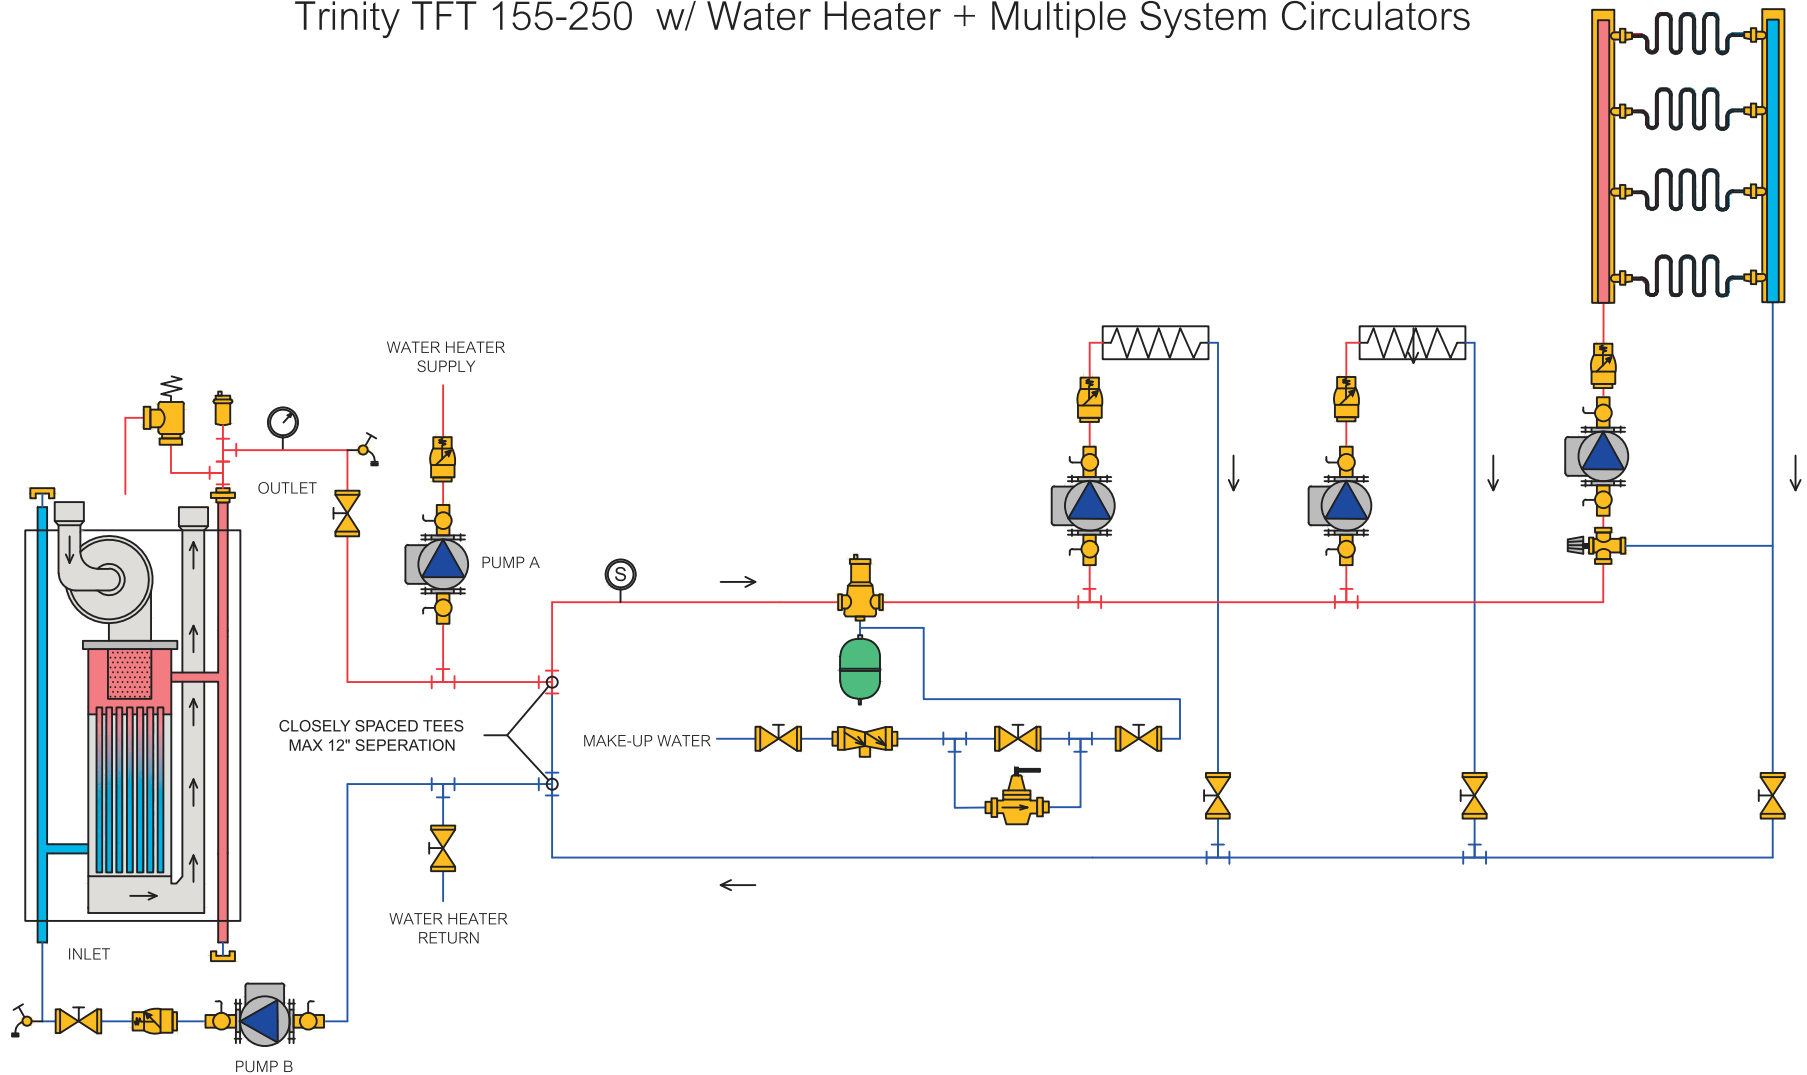 Trinity TFT 155-250 w/ Water Heater + Multiple System Circulators
WATER HEATER
SUPPLY
OUTLET
PUMP A
S
CLOSELY SPACED TEES
MAX 12" SEPERATION
MAKE-UP WATER
WATER HEATER
RETURN
INLET
PUMP B